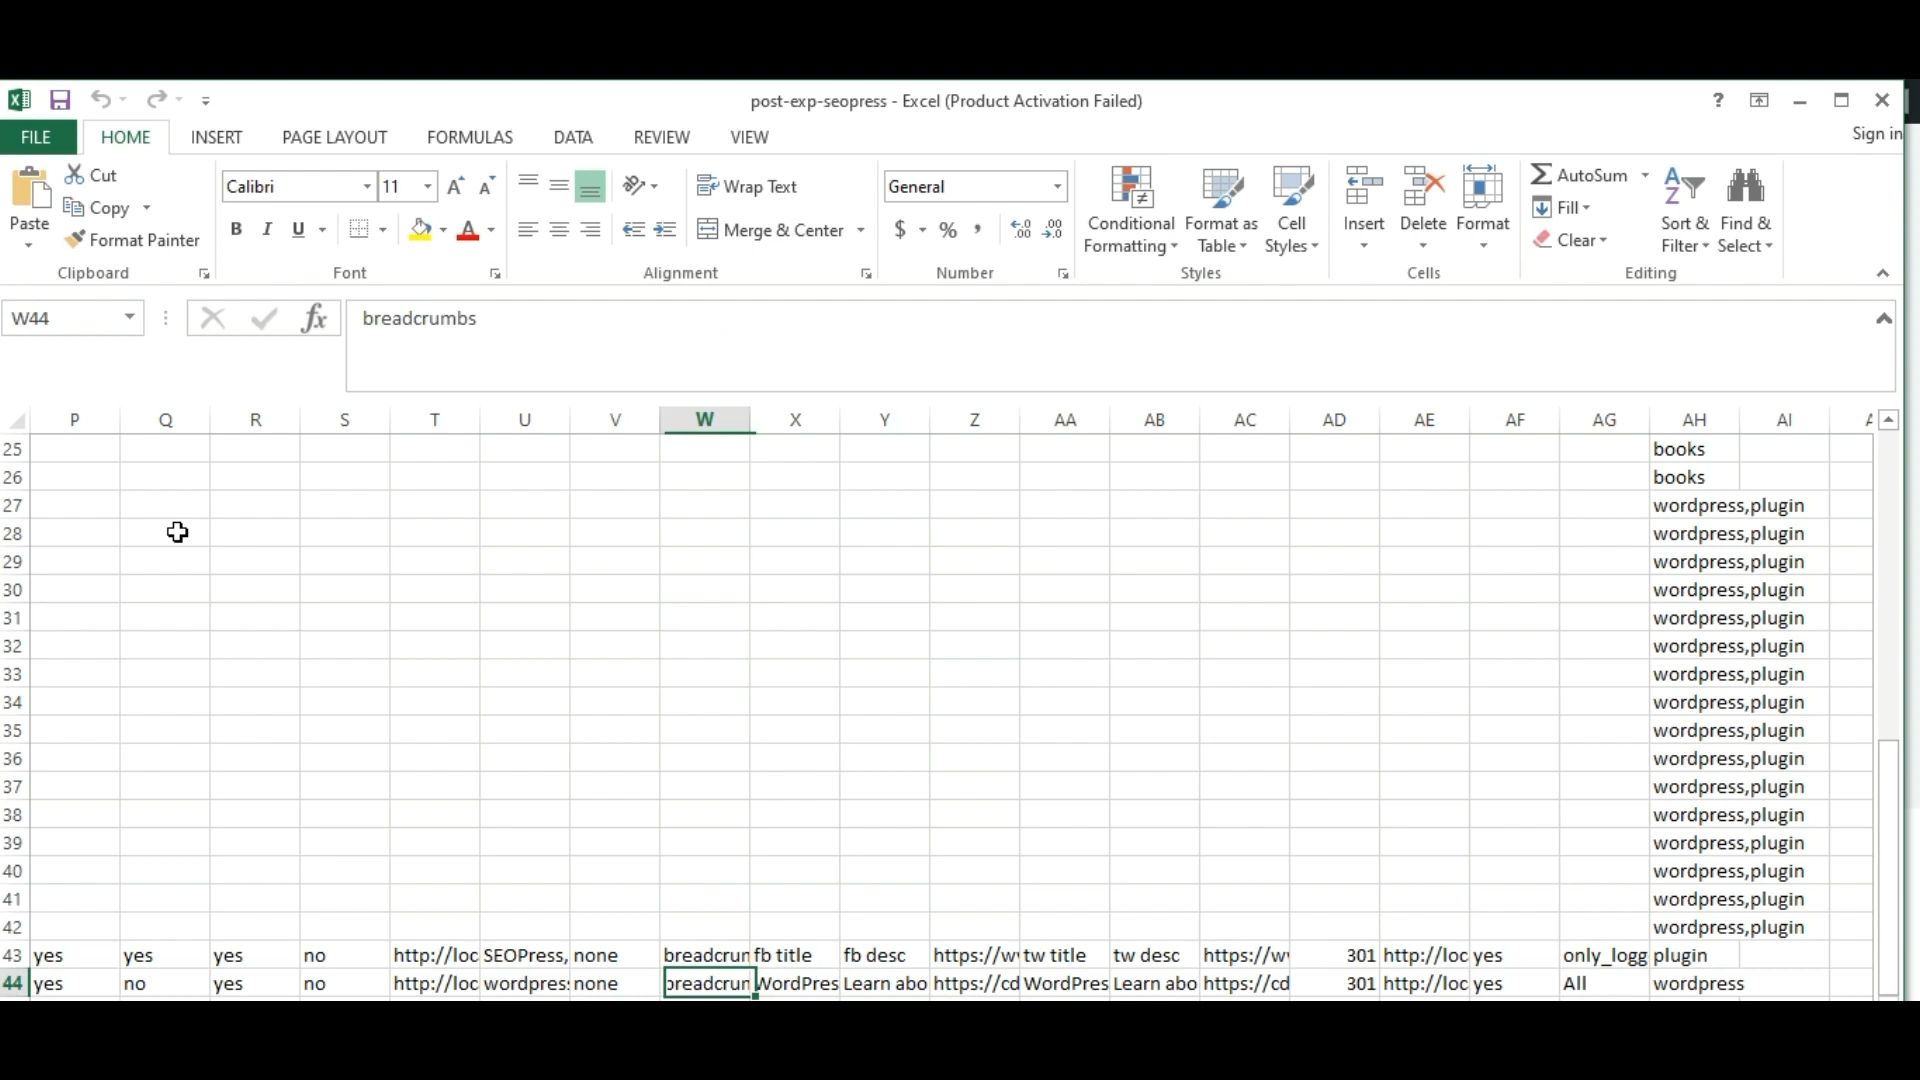 post-exp-seopress - Excel (Product Activation Failed)
?
FILE HOME INSERT PAGE LAYOUT FORMULAS DATA REVIEW VIEW Sign in
Paste
Cut
Copy
Format Painter
Clipboard
Calibri 11 A A
B I U A
Font
Wrap Text
Merge & Center
Alignment
General
$ % , .0 .00 .00 .0
Number
Conditional Formatting
Format as Table
Cell Styles
Styles
Insert Delete Format
Cells
AutoSum
Fill
Clear
Sort & Filter
Find & Select
Editing
W44 fx breadcrumbs
P Q R S T U V W X Y Z AA AB AC AD AE AF AG AH AI
25 books
26 books
27 wordpress,plugin
28 wordpress,plugin
29 wordpress,plugin
30 wordpress,plugin
31 wordpress,plugin
32 wordpress,plugin
33 wordpress,plugin
34 wordpress,plugin
35 wordpress,plugin
36 wordpress,plugin
37 wordpress,plugin
38 wordpress,plugin
39 wordpress,plugin
40 wordpress,plugin
41 wordpress,plugin
42 wordpress,plugin
43 yes yes yes no http://loc SEOPress, none breadcrun fb title fb desc https://w tw title tw desc https://w 301 http://loc yes only_logg plugin
44 yes no yes no http://loc wordpress none breadcrun WordPres Learn abo https://cd WordPres Learn abo https://cd 301 http://loc yes All wordpress